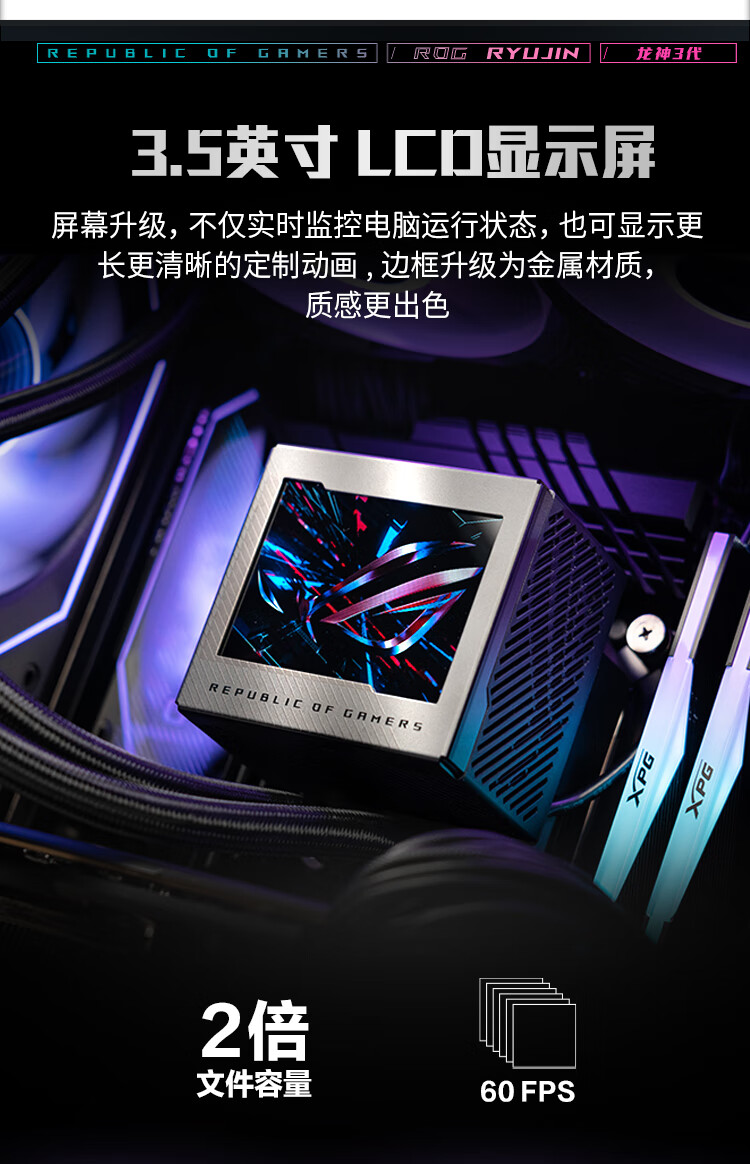 REPUBLIC OF GAMERS / ROG RYUJIN / 龙神3代
3.5英寸 LCD显示屏
屏幕升级，不仅实时监控电脑运行状态，也可显示更
长更清晰的定制动画，边框升级为金属材质，
质感更出色
REPUBLIC OF GAMERS
XPG XPG
2倍
文件容量
60 FPS